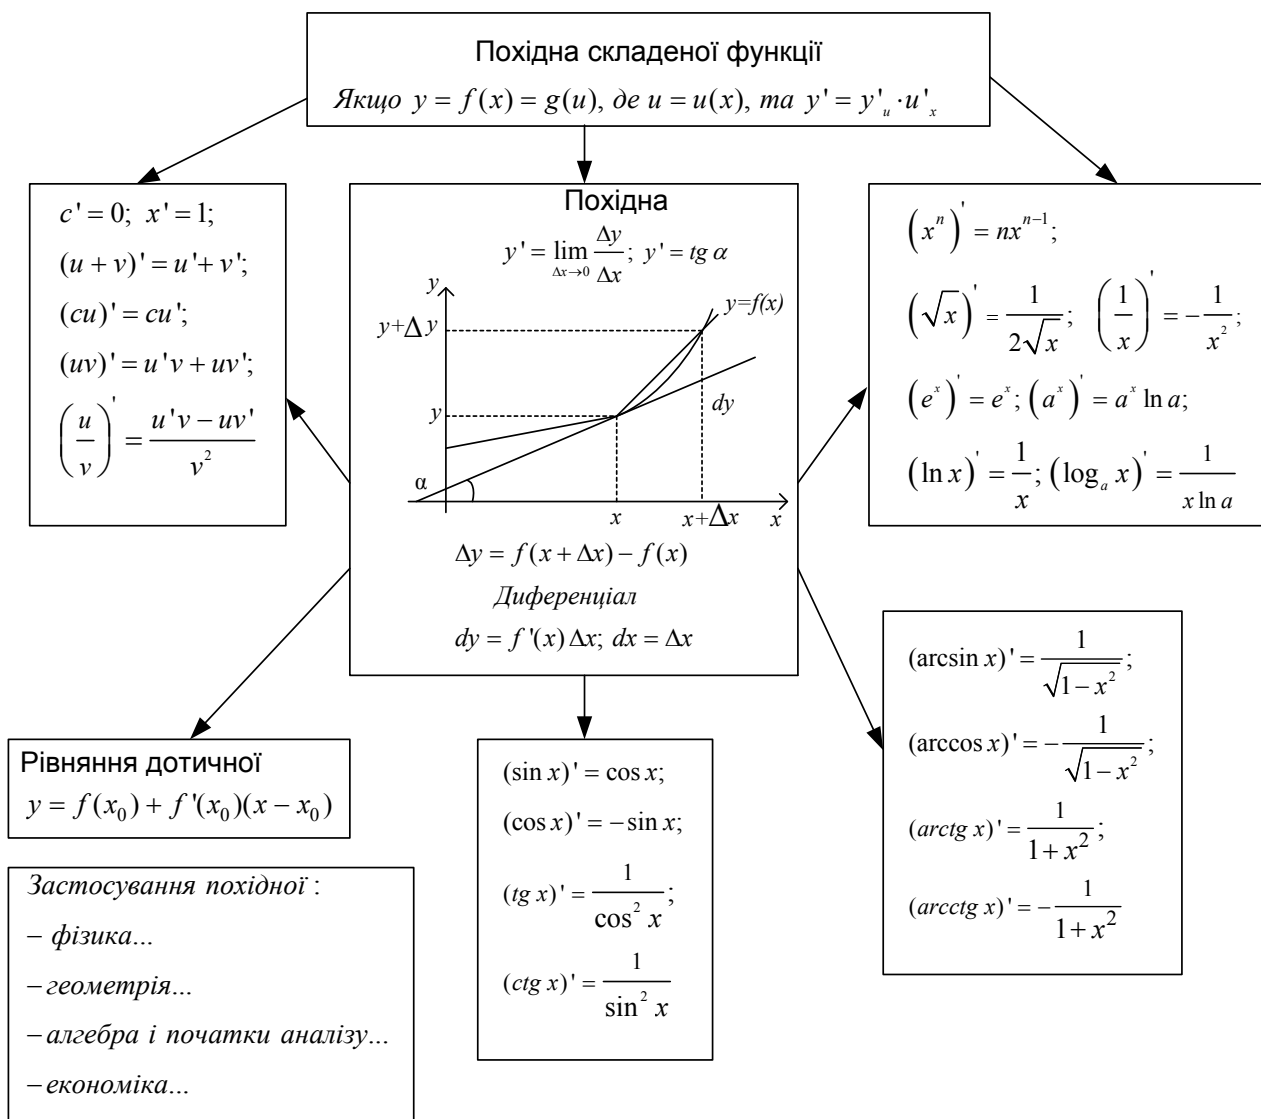 Похідна складеної функції
Якщо y = f(x) = g(u), де u = u(x), та y' = y'_u · u'_x
c' = 0; x' = 1;
(u + v)' = u' + v';
(cu)' = cu';
(uv)' = u'v + uv';
(u/v)' = (u'v − uv')/v²
Похідна
y' = lim_{Δx→0} Δy/Δx; y' = tg α
y
y=f(x)
y+Δy
y
dy
α
x
x+Δx
x
Δy = f(x + Δx) − f(x)
Диференціал
dy = f'(x) Δx; dx = Δx
(xⁿ)' = nxⁿ⁻¹;
(√x)' = 1/(2√x); (1/x)' = −1/x²;
(eˣ)' = eˣ; (aˣ)' = aˣ ln a;
(ln x)' = 1/x; (log_a x)' = 1/(x ln a)
Рівняння дотичної
y = f(x₀) + f'(x₀)(x − x₀)
Застосування похідної :
– фізика...
– геометрія...
– алгебра і початки аналізу...
– економіка...
(sin x)' = cos x;
(cos x)' = − sin x;
(tg x)' = 1/cos² x;
(ctg x)' = 1/sin² x
(arcsin x)' = 1/√(1 − x²);
(arccos x)' = −1/√(1 − x²);
(arctg x)' = 1/(1 + x²);
(arcctg x)' = −1/(1 + x²)